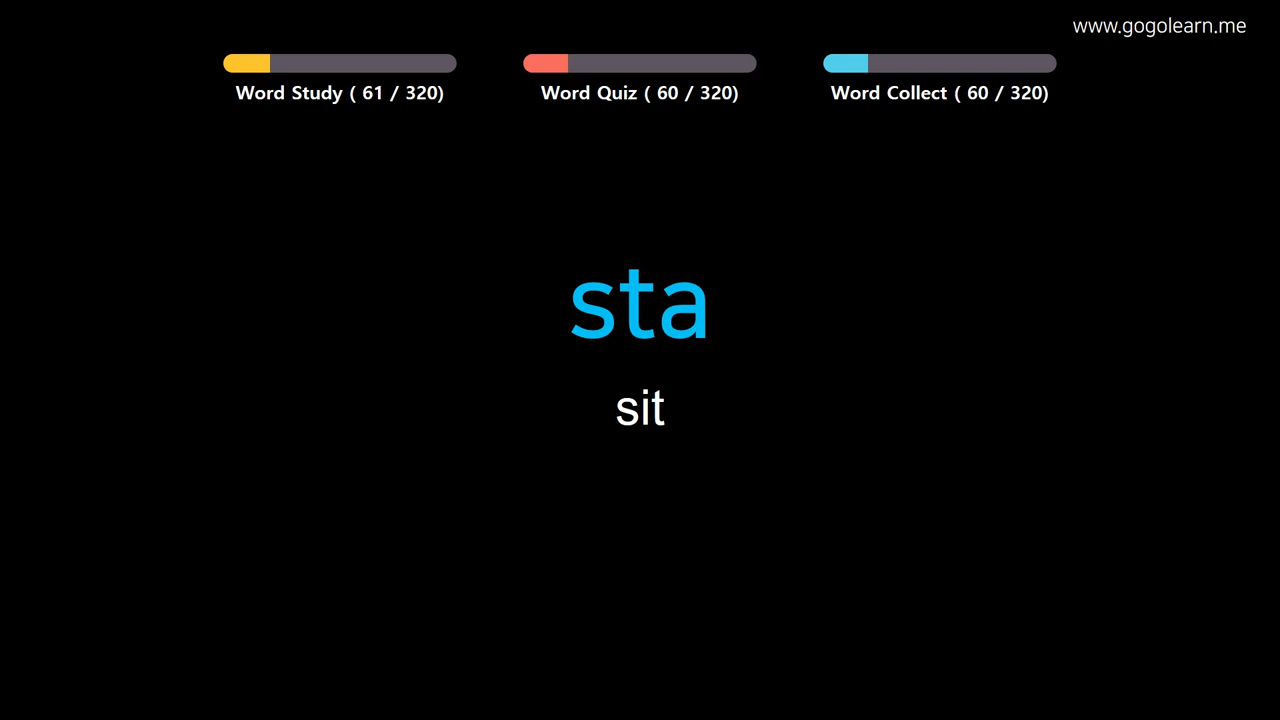 www.gogolearn.me
Word Study ( 61 / 320)
Word Quiz ( 60 / 320)
Word Collect ( 60 / 320)
sta
sit